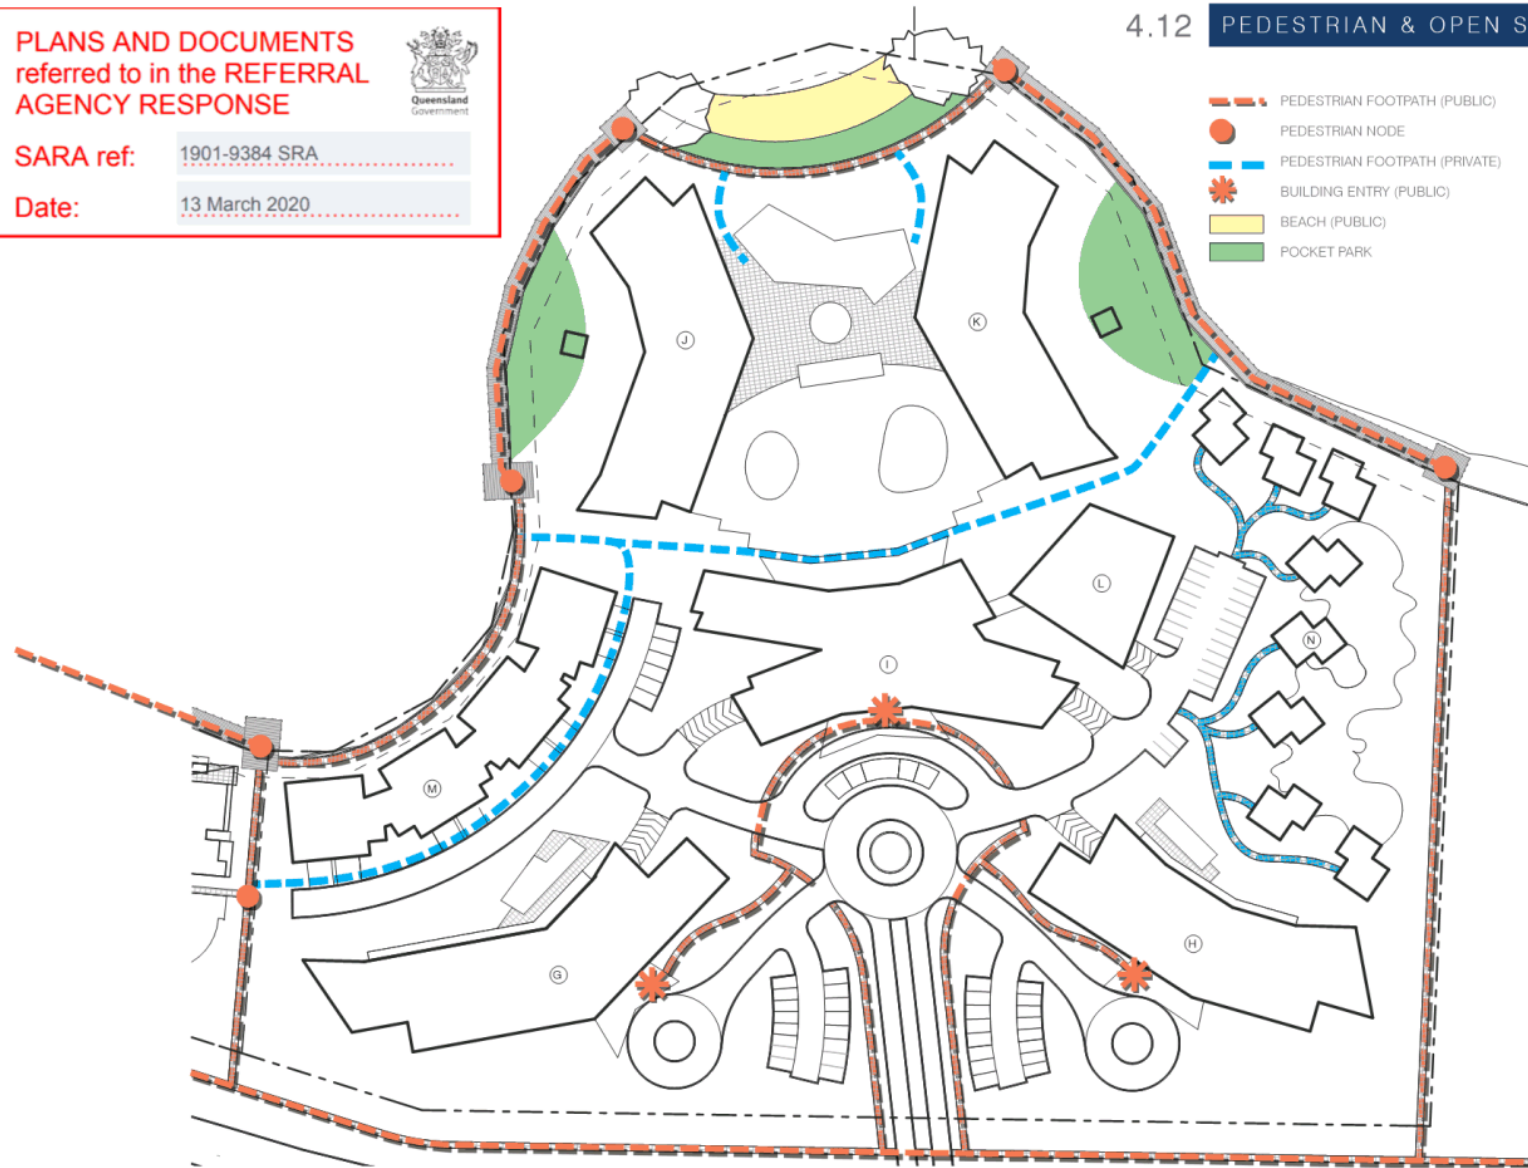 PLANS AND DOCUMENTS
referred to in the REFERRAL
AGENCY RESPONSE
Queensland
Government
SARA ref:
1901-9384 SRA
Date:
13 March 2020
4.12
PEDESTRIAN & OPEN S
PEDESTRIAN FOOTPATH (PUBLIC)
PEDESTRIAN NODE
PEDESTRIAN FOOTPATH (PRIVATE)
BUILDING ENTRY (PUBLIC)
BEACH (PUBLIC)
POCKET PARK
J
K
L
N
I
M
G
H